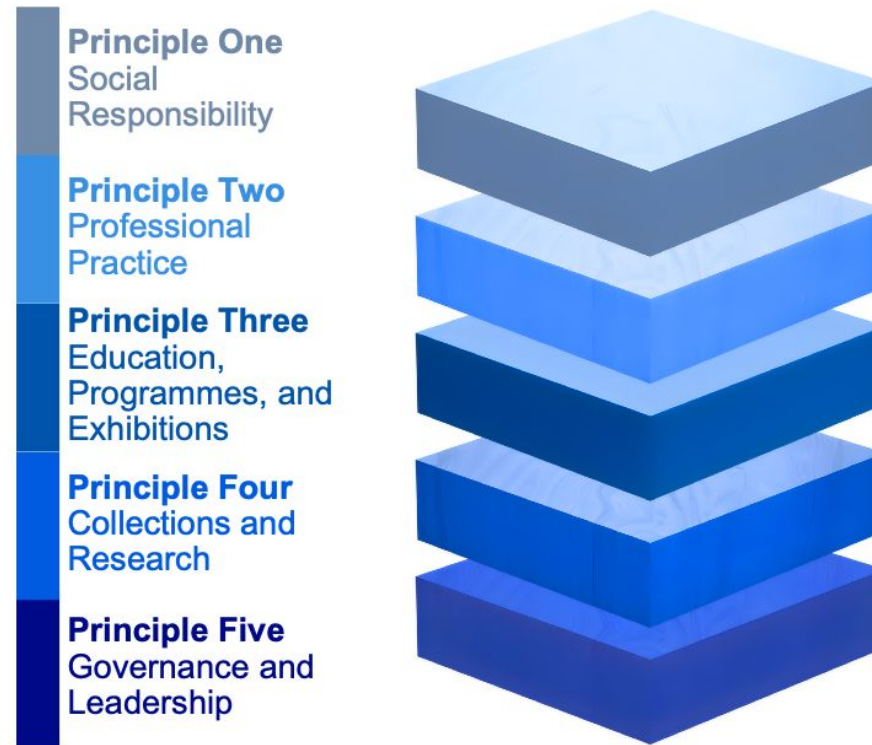 Principle One
Social
Responsibility
Principle Two
Professional
Practice
Principle Three
Education,
Programmes, and
Exhibitions
Principle Four
Collections and
Research
Principle Five
Governance and
Leadership